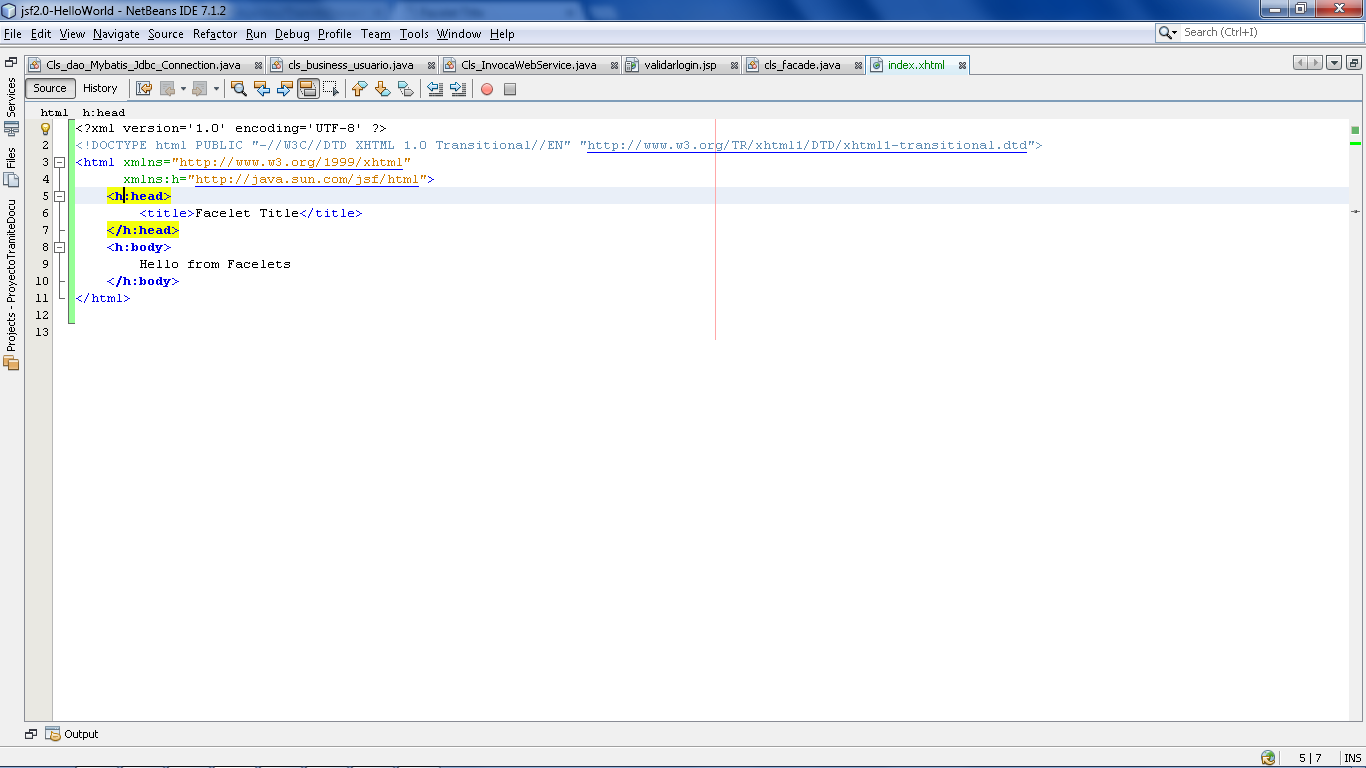 jsf2.0-HelloWorld - NetBeans IDE 7.1.2
File Edit View Navigate Source Refactor Run Debug Profile Team Tools Window Help
Search (Ctrl+I)
Cls_dao_Mybatis_Jdbc_Connection.java cls_business_usuario.java Cls_InvocaWebService.java validarlogin.jsp cls_facade.java index.xhtml
Source History
html h:head
<?xml version='1.0' encoding='UTF-8' ?>
2 <!DOCTYPE html PUBLIC "-//W3C//DTD XHTML 1.0 Transitional//EN" "http://www.w3.org/TR/xhtml1/DTD/xhtml1-transitional.dtd">
3 <html xmlns="http://www.w3.org/1999/xhtml"
4 xmlns:h="http://java.sun.com/jsf/html">
5 <h:head>
6 <title>Facelet Title</title>
7 </h:head>
8 <h:body>
9 Hello from Facelets
10 </h:body>
11 </html>
12
13
Services
Files
Projects - ProyectoTramiteDocu
Output
5 | 7 INS